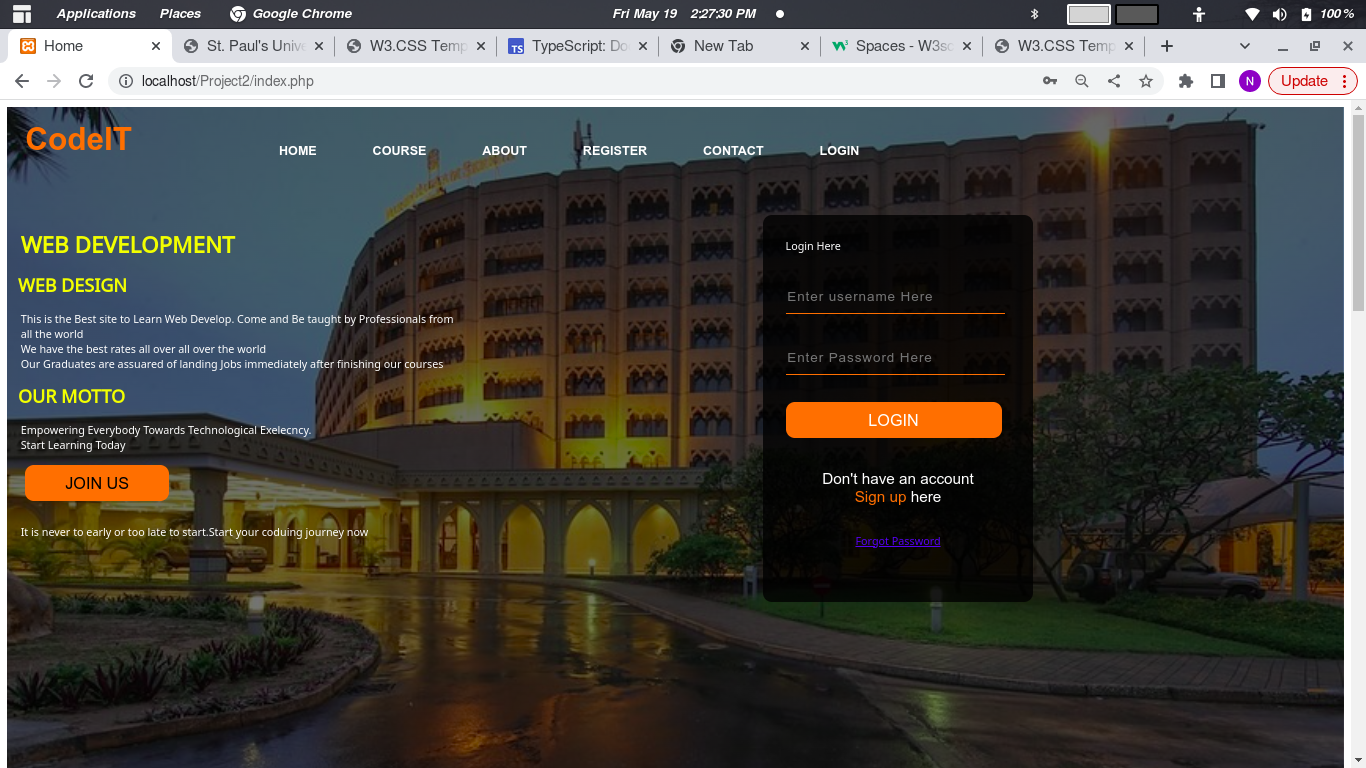 Applications Places Google Chrome Fri May 19 2:27:30 PM 100 %
Home St. Paul's Unive W3.CSS Temp TypeScript: Do New Tab Spaces - W3sc W3.CSS Temp
localhost/Project2/index.php N Update
CodeIT
HOME COURSE ABOUT REGISTER CONTACT LOGIN
WEB DEVELOPMENT
WEB DESIGN
This is the Best site to Learn Web Develop. Come and Be taught by Professionals from
all the world
We have the best rates all over all over the world
Our Graduates are assuared of landing Jobs immediately after finishing our courses
OUR MOTTO
Empowering Everybody Towards Technological Exelecncy.
Start Learning Today
JOIN US
It is never to early or too late to start.Start your coduing journey now
Login Here
Enter username Here
Enter Password Here
LOGIN
Don't have an account
Sign up here
Forgot Password